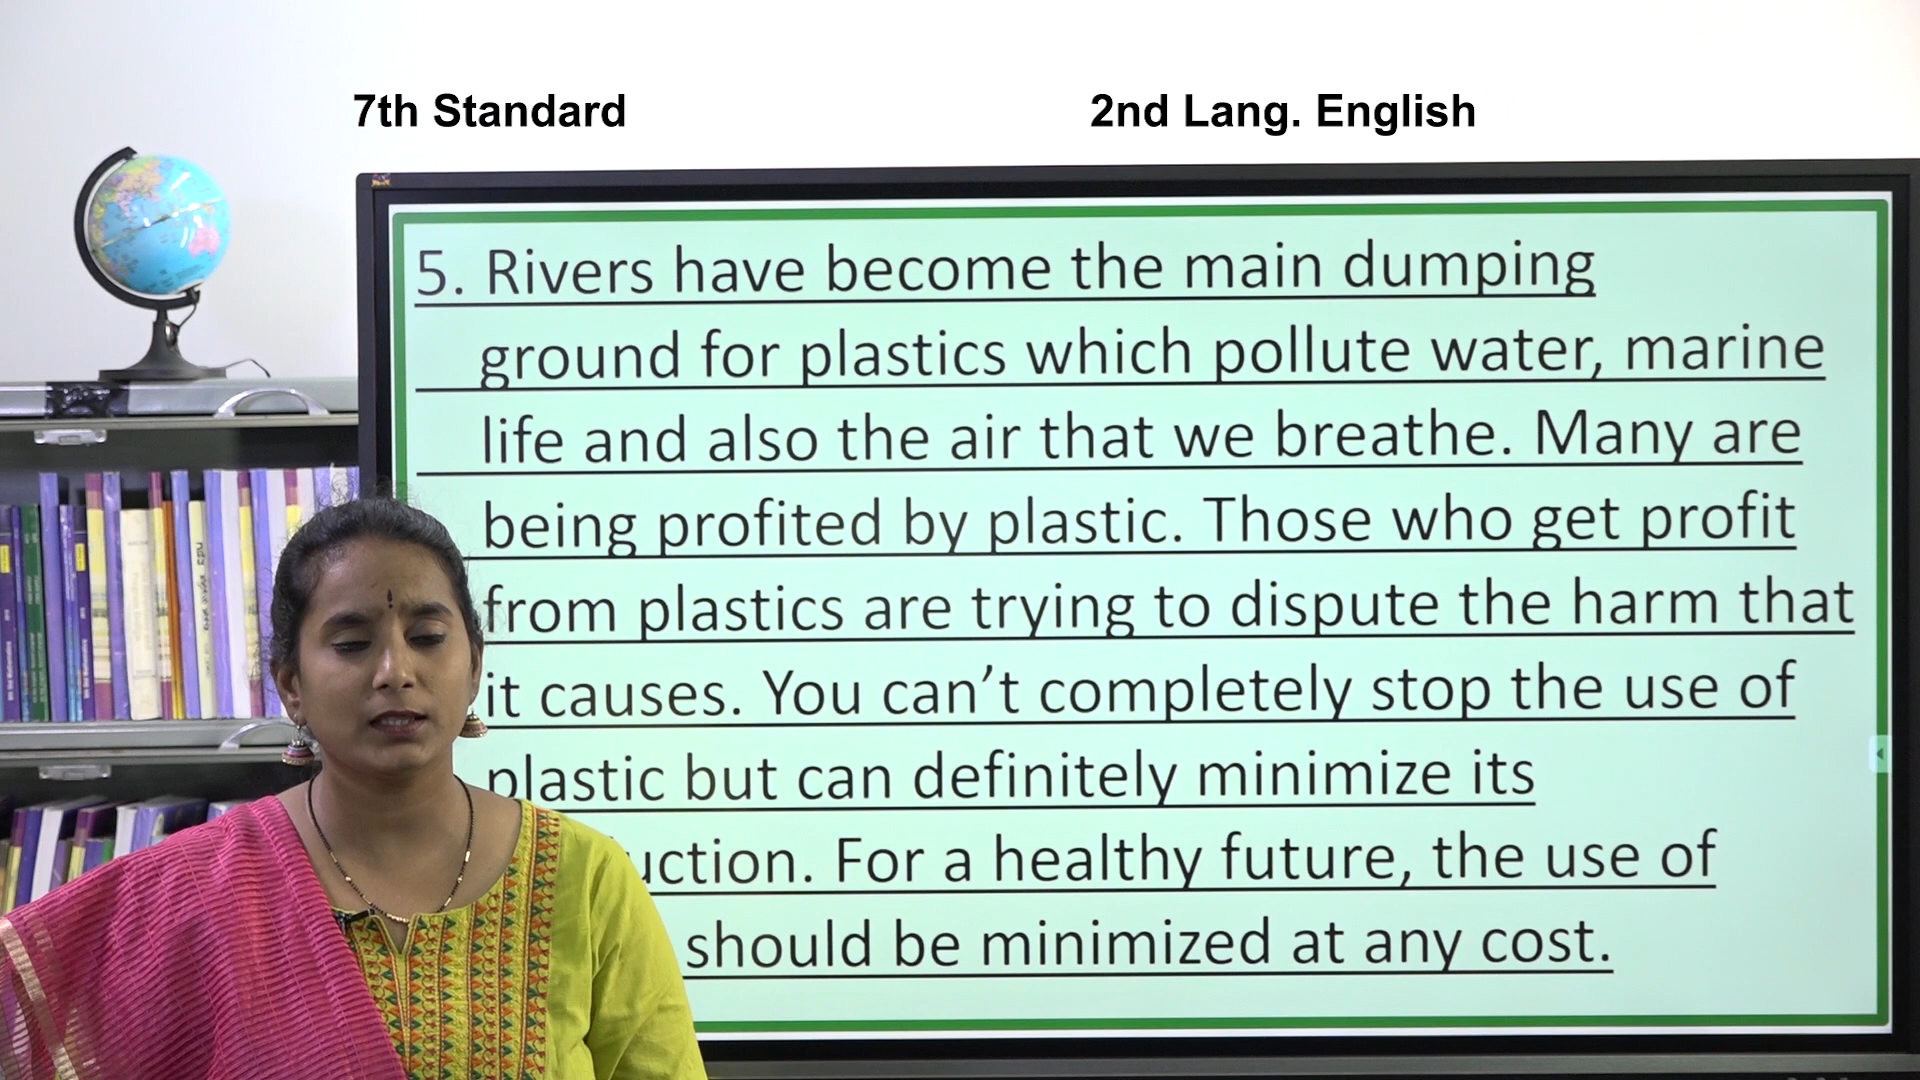 7th Standard
2nd Lang. English
5. Rivers have become the main dumping
ground for plastics which pollute water, marine
life and also the air that we breathe. Many are
being profited by plastic. Those who get profit
from plastics are trying to dispute the harm that
it causes. You can’t completely stop the use of
plastic but can definitely minimize its
For a healthy future, the use of
should be minimized at any cost.